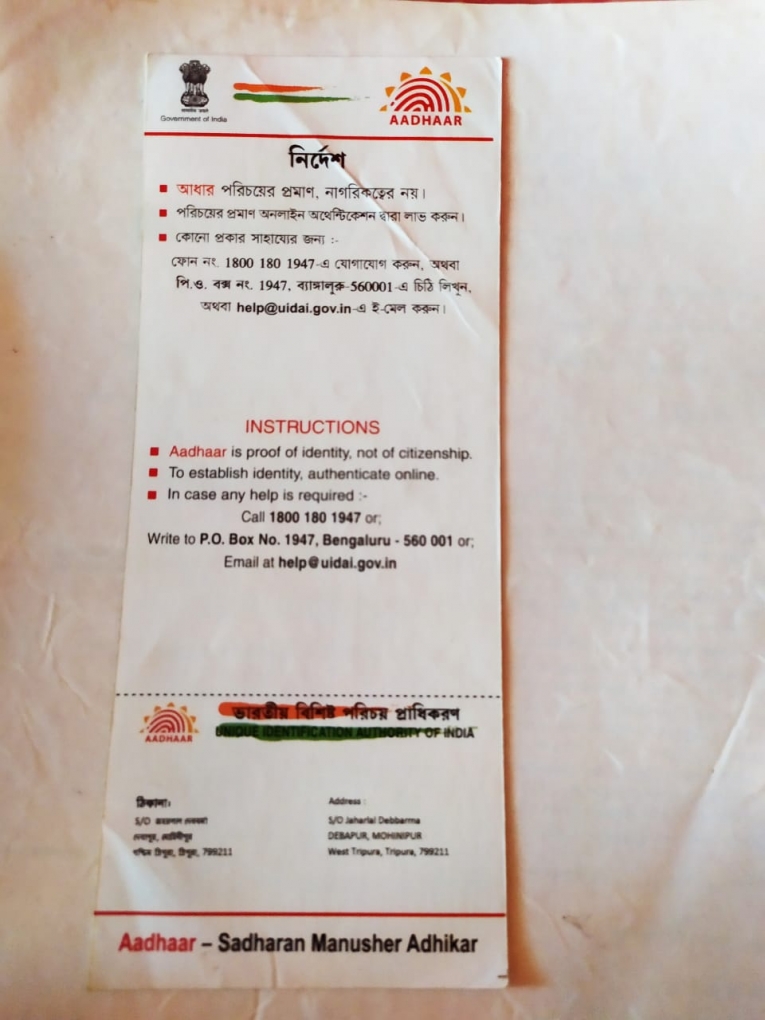 Government of India
AADHAAR
নির্দেশ
আধার পরিচয়ের প্রমাণ, নাগরিকত্বের নয়।
পরিচয়ের প্রমাণ অনলাইন অথেন্টিকেশন দ্বারা লাভ করুন।
কোনো প্রকার সাহায্যের জন্য :-
ফোন নং. 1800 180 1947-এ যোগাযোগ করুন, অথবা
পি.ও. বক্স নং. 1947, ব্যাঙ্গালুরু-560001-এ চিঠি লিখুন,
অথবা help@uidai.gov.in-এ ই-মেল করুন।
INSTRUCTIONS
Aadhaar is proof of identity, not of citizenship.
To establish identity, authenticate online.
In case any help is required :-
Call 1800 180 1947 or;
Write to P.O. Box No. 1947, Bengaluru - 560 001 or;
Email at help@uidai.gov.in
ভারতীয় বিশিষ্ট পরিচয় প্রাধিকরণ
AADHAAR
UNIQUE IDENTIFICATION AUTHORITY OF INDIA
ঠিকানা:
S/O
পশ্চিম ত্রিপুরা, ত্রিপুরা, 799211
Address :
S/O Jaharlal Debbarma
DEBAPUR, MOHINIPUR
West Tripura, Tripura, 799211
Aadhaar – Sadharan Manusher Adhikar